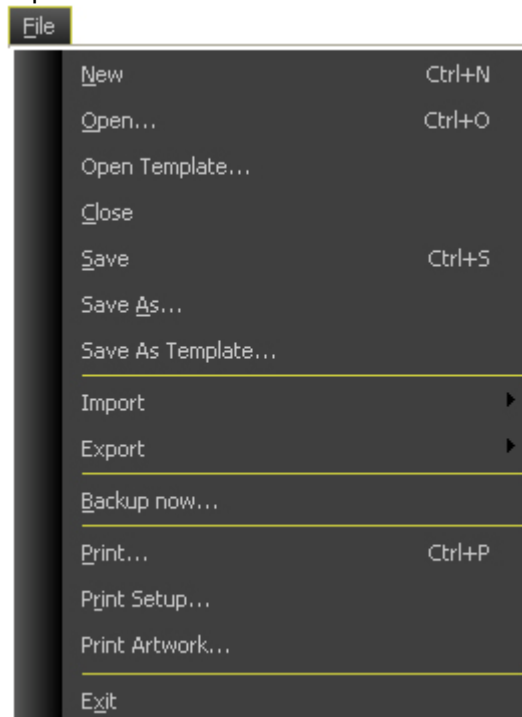 File
New Ctrl+N
Open... Ctrl+O
Open Template...
Close
Save Ctrl+S
Save As...
Save As Template...
Import
Export
Backup now...
Print... Ctrl+P
Print Setup...
Print Artwork...
Exit